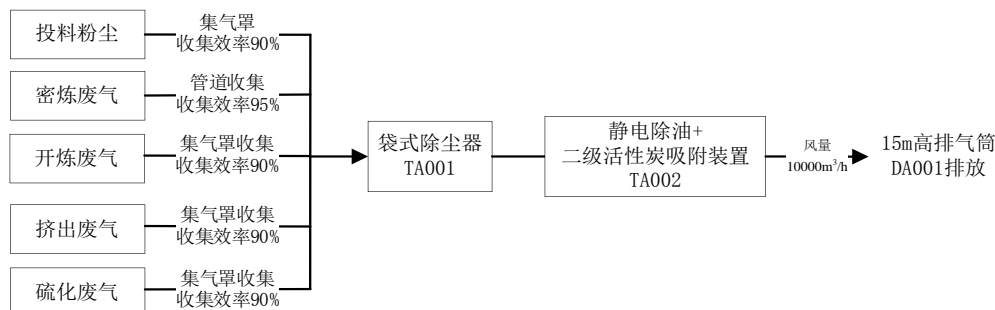 投料粉尘
集气罩
收集效率90%
密炼废气
管道收集
收集效率95%
开炼废气
集气罩收集
收集效率90%
挤出废气
集气罩收集
收集效率90%
硫化废气
集气罩收集
收集效率90%
袋式除尘器
TA001
静电除油+
二级活性炭吸附装置
TA002
风量
10000m³/h
15m高排气筒
DA001排放